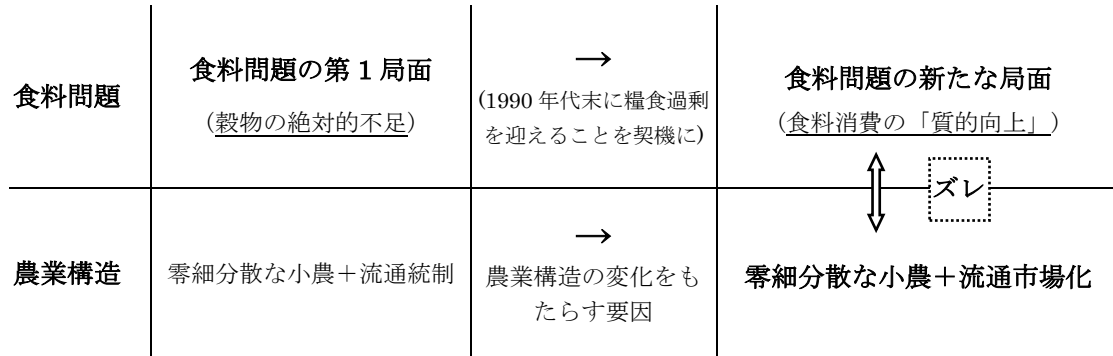 食料問題
食料問題の第1局面
(穀物の絶対的不足)
→
(1990 年代末に糧食過剰
を迎えることを契機に)
食料問題の新たな局面
(食料消費の「質的向上」)
ズレ
農業構造
零細分散な小農＋流通統制
→
農業構造の変化をも
たらす要因
零細分散な小農＋流通市場化